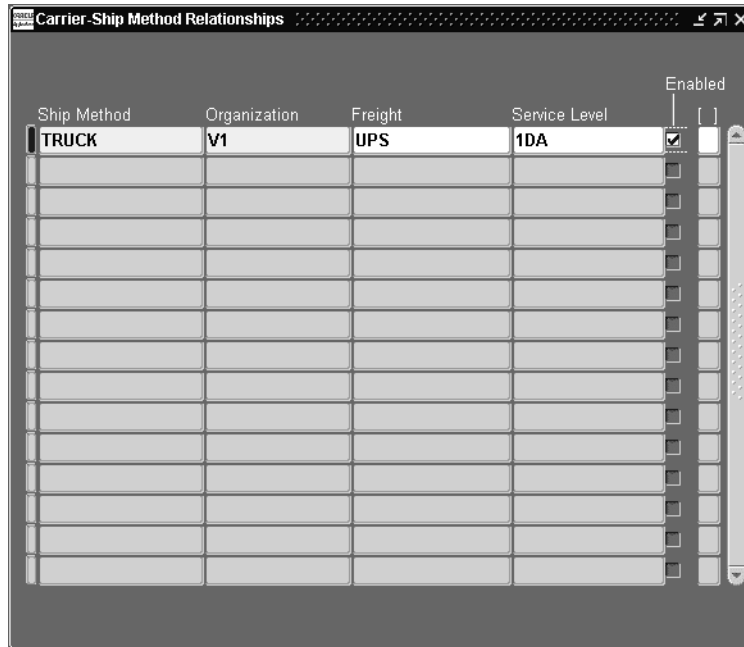 Carrier-Ship Method Relationships
Enabled
Ship Method Organization Freight Service Level [ ]
TRUCK V1 UPS 1DA